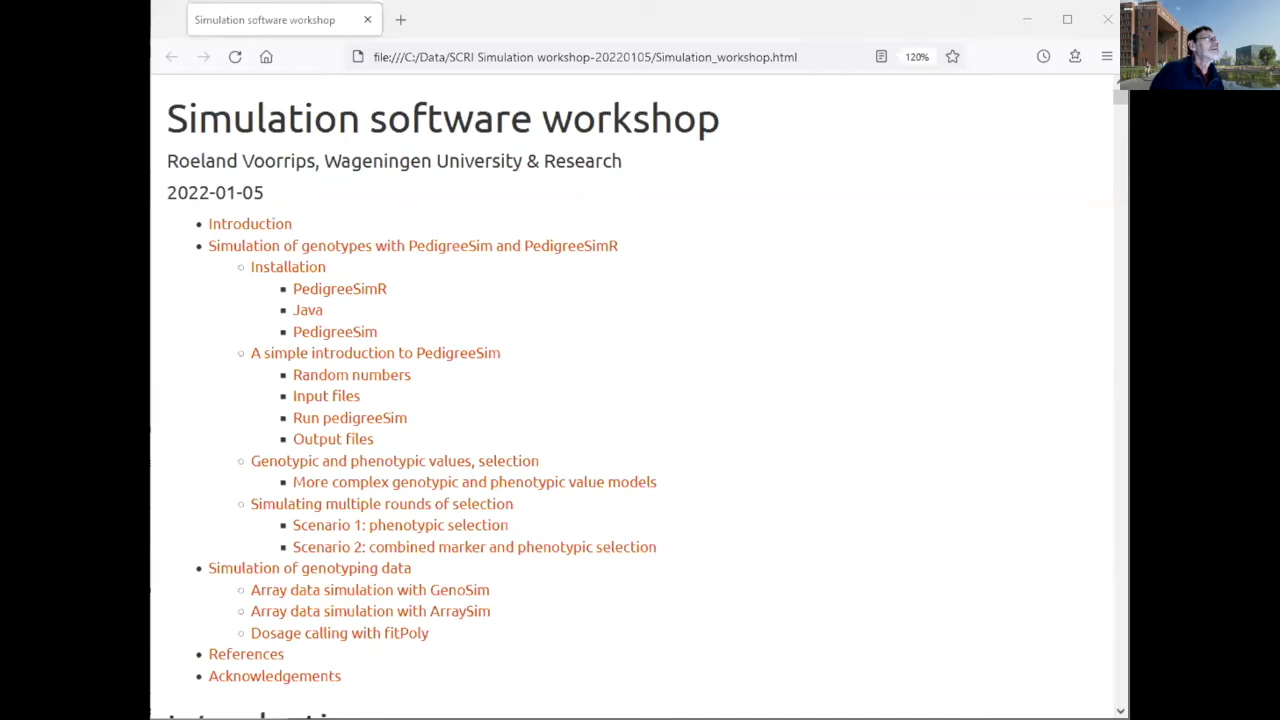 Simulation software workshop
file:///C:/Data/SCRI Simulation workshop-20220105/Simulation_workshop.html
120%
Simulation software workshop
Roeland Voorrips, Wageningen University & Research
2022-01-05
Introduction
Simulation of genotypes with PedigreeSim and PedigreeSimR
Installation
PedigreeSimR
Java
PedigreeSim
A simple introduction to PedigreeSim
Random numbers
Input files
Run pedigreeSim
Output files
Genotypic and phenotypic values, selection
More complex genotypic and phenotypic value models
Simulating multiple rounds of selection
Scenario 1: phenotypic selection
Scenario 2: combined marker and phenotypic selection
Simulation of genotyping data
Array data simulation with GenoSim
Array data simulation with ArraySim
Dosage calling with fitPoly
References
Acknowledgements